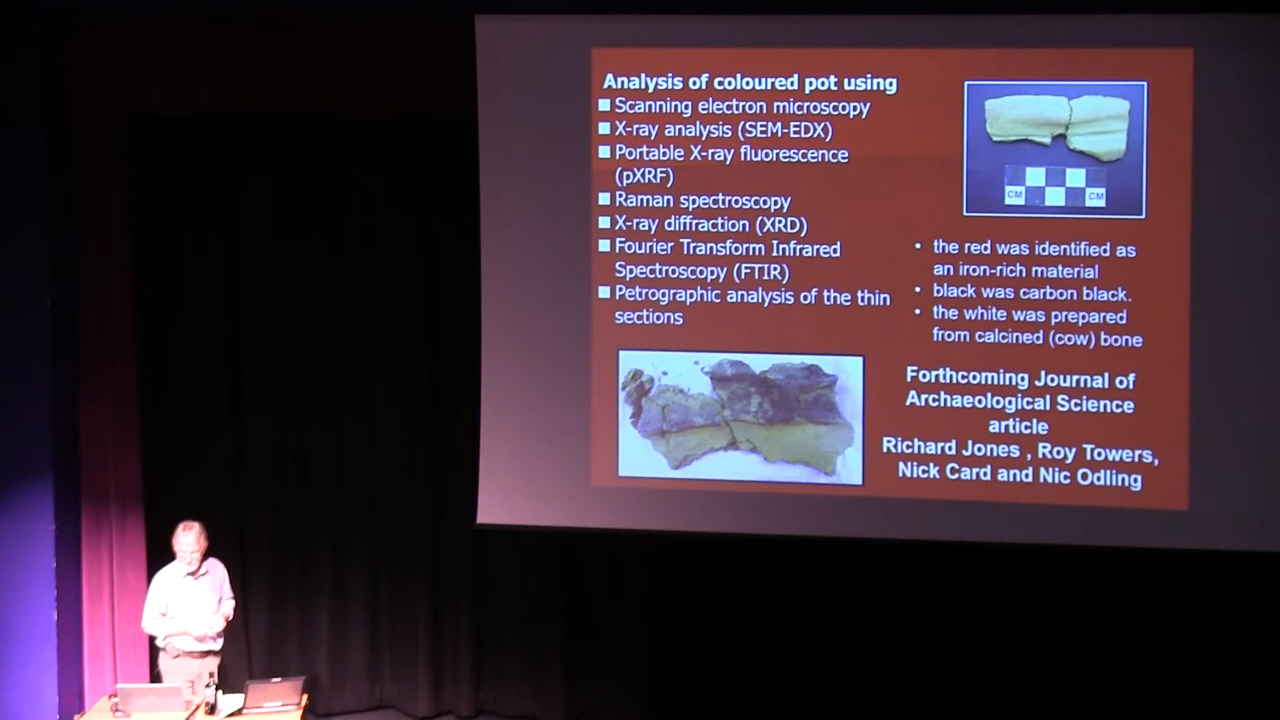 Analysis of coloured pot using
Scanning electron microscopy
X-ray analysis (SEM-EDX)
Portable X-ray fluorescence
(pXRF)
Raman spectroscopy
X-ray diffraction (XRD)
Fourier Transform Infrared
Spectroscopy (FTIR)
Petrographic analysis of the thin
sections
CM CM
• the red was identified as
an iron-rich material
• black was carbon black.
• the white was prepared
from calcined (cow) bone
Forthcoming Journal of
Archaeological Science
article
Richard Jones , Roy Towers,
Nick Card and Nic Odling